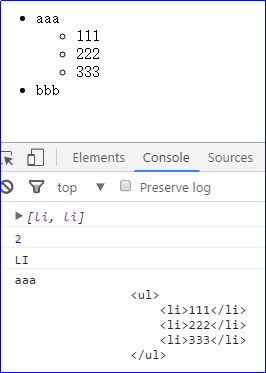 aaa
111
222
333
bbb
Elements Console Sources
top Preserve log
[li, li]
2
LI
aaa
<ul>
<li>111</li>
<li>222</li>
<li>333</li>
</ul>